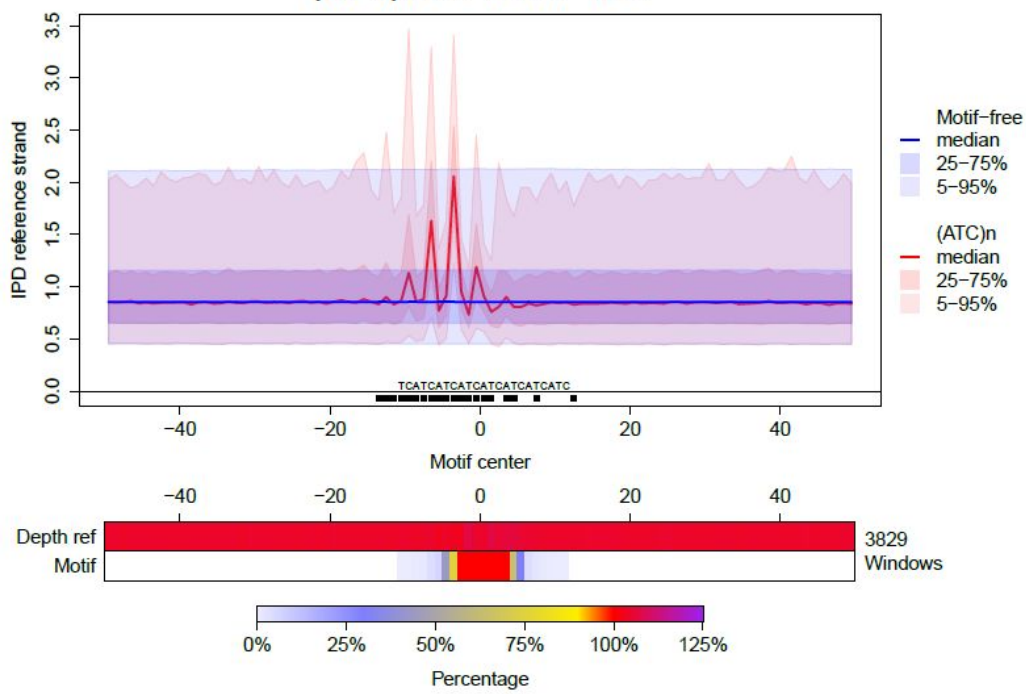 3.5
3.0
2.5
2.0
1.5
1.0
0.5
0.0
IPD reference strand
TCATCATCATCATCATCATCATC
−40
−20
0
20
40
Motif center
Motif−free
median
25−75%
5−95%
(ATC)n
median
25−75%
5−95%
−40
−20
0
20
40
Depth ref
Motif
3829
Windows
0%
25%
50%
75%
100%
125%
Percentage